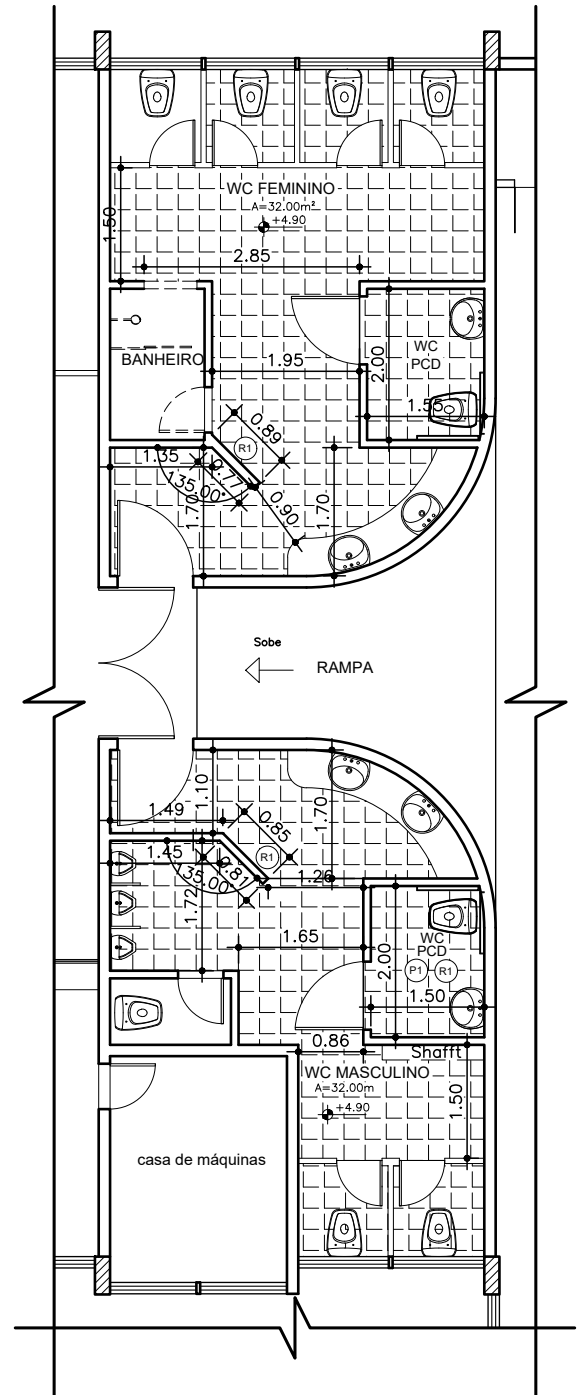 WC FEMININO
A=32.00m²
+4.90
1.50
2.85
BANHEIRO
1.95
2.00
WC
PCD
1.55
0.89
R1
1.35
0.77
135.00°
1.70
0.90
1.70
Sobe
RAMPA
1.49
1.10
0.85
1.70
R1
1.45
0.81
135.00°
1.26
1.72
1.65
2.00
WC
PCD
P1
R1
1.50
0.86
Shafft
WC MASCULINO
A=32.00m
+4.90
1.50
casa de máquinas